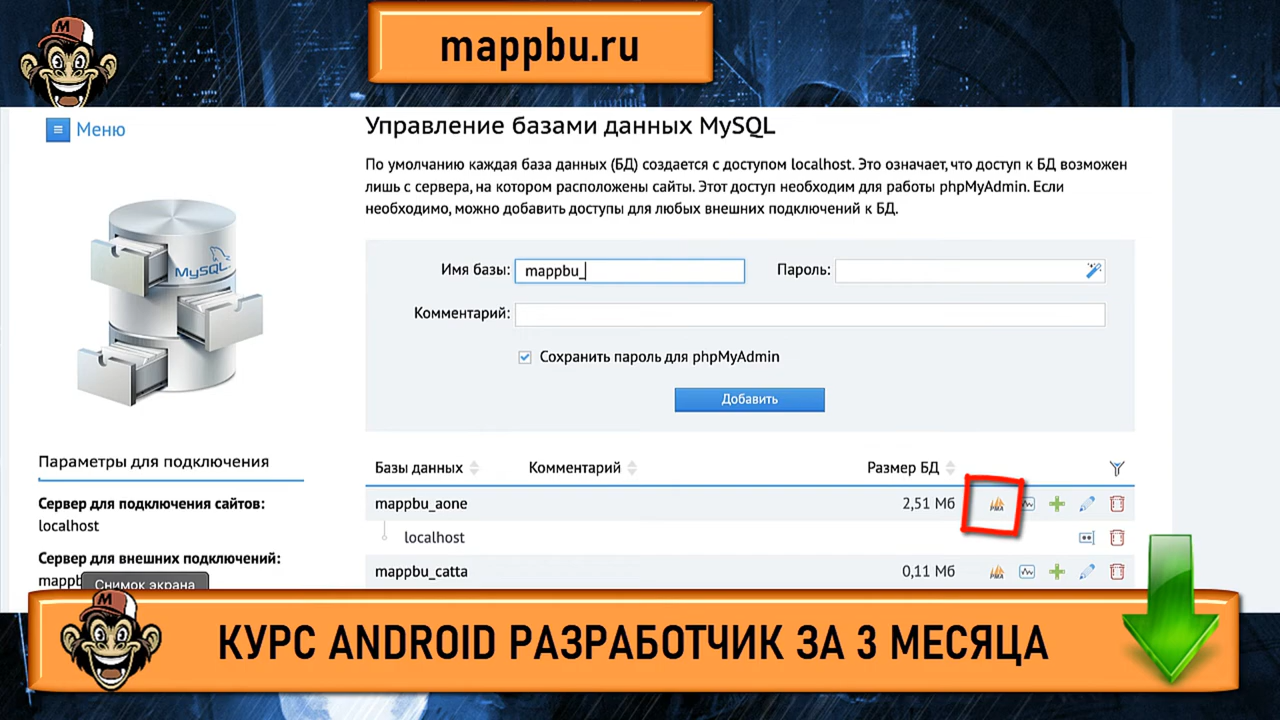 mappbu.ru
M
Меню
Управление базами данных MySQL
По умолчанию каждая база данных (БД) создается с доступом localhost. Это означает, что доступ к БД возможен
лишь с сервера, на котором расположены сайты. Этот доступ необходим для работы phpMyAdmin. Если
необходимо, можно добавить доступы для любых внешних подключений к БД.
MySQL
Имя базы: mappbu_ Пароль:
Комментарий:
Сохранить пароль для phpMyAdmin
Добавить
Параметры для подключения
Сервер для подключения сайтов:
localhost
Сервер для внешних подключений:
Снимок экрана
Базы данных Комментарий Размер БД
mappbu_aone 2,51 Мб PMA
localhost
mappbu_catta 0,11 Мб PMA
M
КУРС ANDROID РАЗРАБОТЧИК ЗА 3 МЕСЯЦА